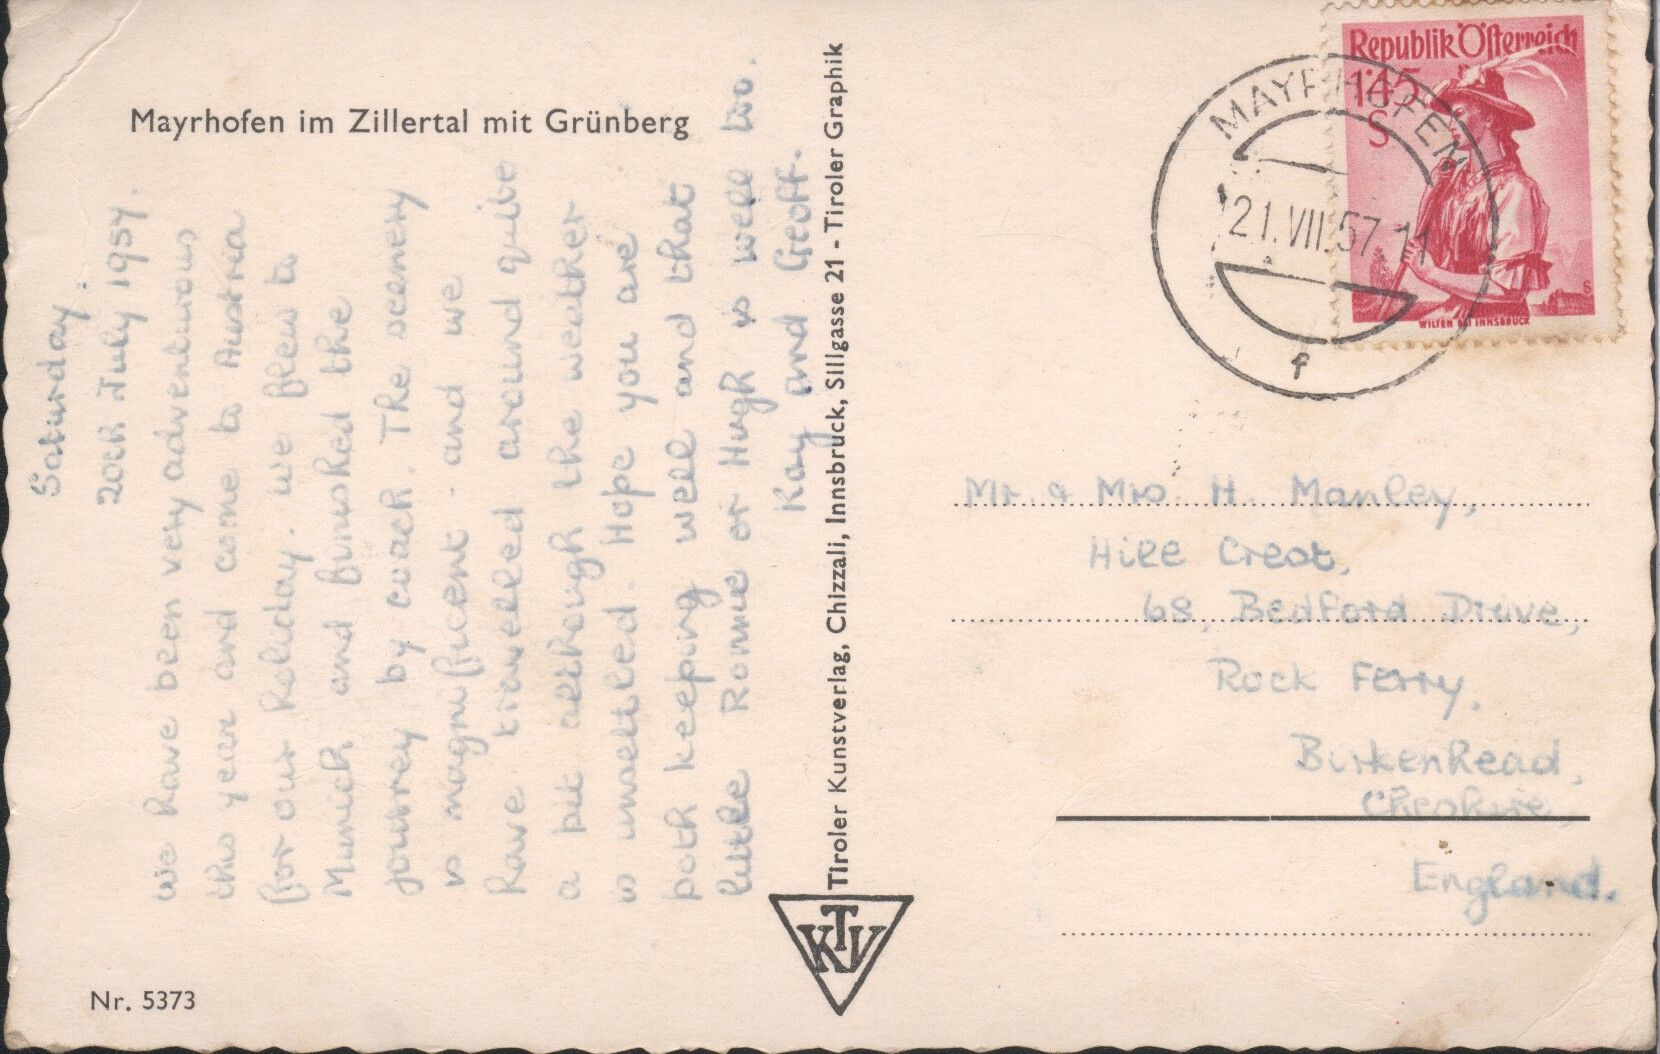 Mayrhofen im Zillertal mit Grünberg
Saturday.
20th July 1957.
We have been very adventurous
this year and come to Austria
for our holiday. We flew to
Munich and finished the
journey by coach. The scenery
is magnificent - and we
have travelled around quite
a bit although the weather
is unsettled. Hope you are
both keeping well and that
little Ronnie or Hugh is well too.
Kay and Geoff.
Tiroler Kunstverlag, Chizzali, Innsbruck, Sillgasse 21 - Tiroler Graphik
KTV
Nr. 5373
Republik Österreich
1·45
S
WILTEN BEI INNSBRUCK
MAYRHOFEN
21.VII.57.11
f
Mr. & Mrs. H. Manley,
Hill Crest,
68, Bedford Drive,
Rock Ferry,
Birkenhead,
Cheshire,
England.